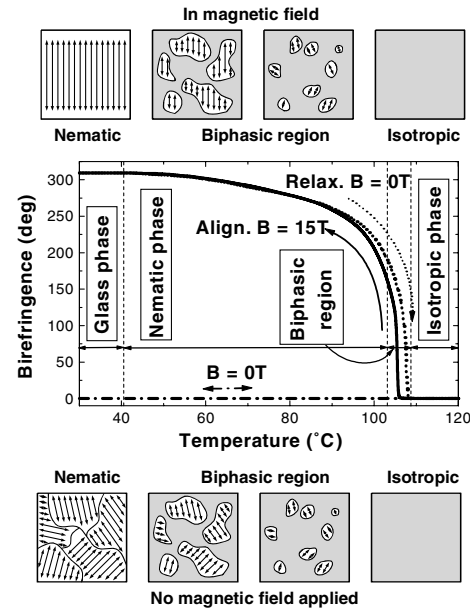 In magnetic field
Nematic
Biphasic region
Isotropic
300
250
200
150
100
50
0
Birefringence (deg)
Glass phase
Nematic phase
Biphasic
region
Isotropic phase
Relax. B = 0T
Align. B = 15T
B = 0T
40
60
80
100
120
Temperature (˚C)
Nematic
Biphasic region
Isotropic
No magnetic field applied